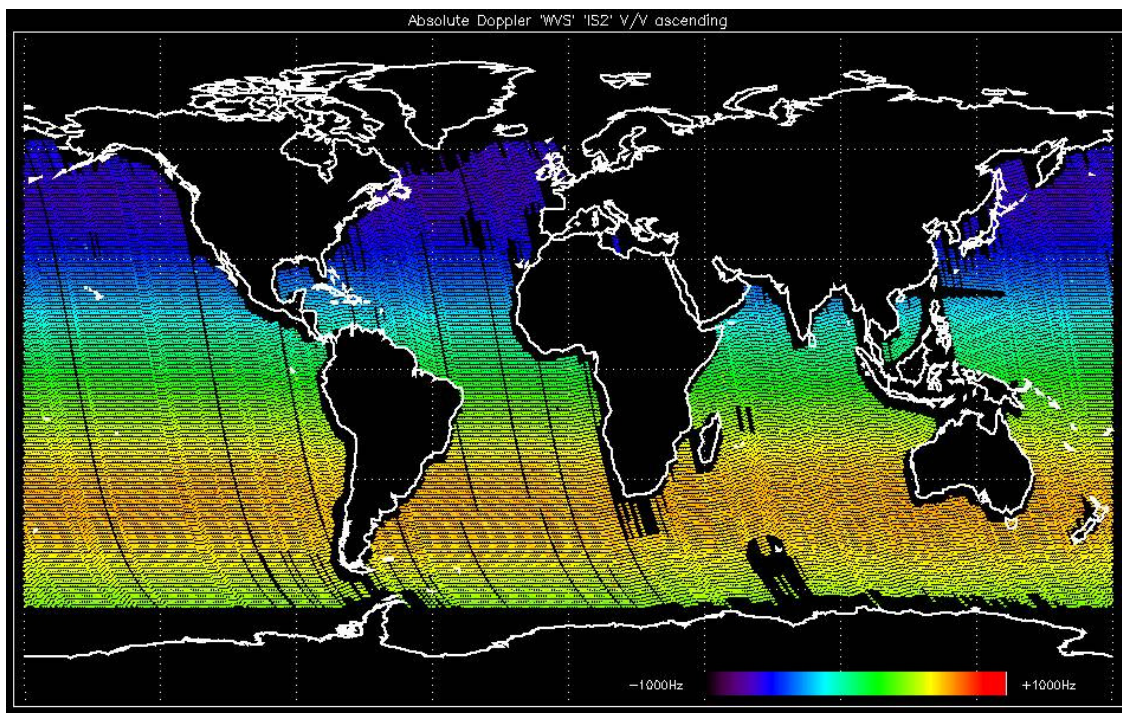 Absolute Doppler 'WVS' 'IS2' V/V ascending
-1000Hz +1000Hz